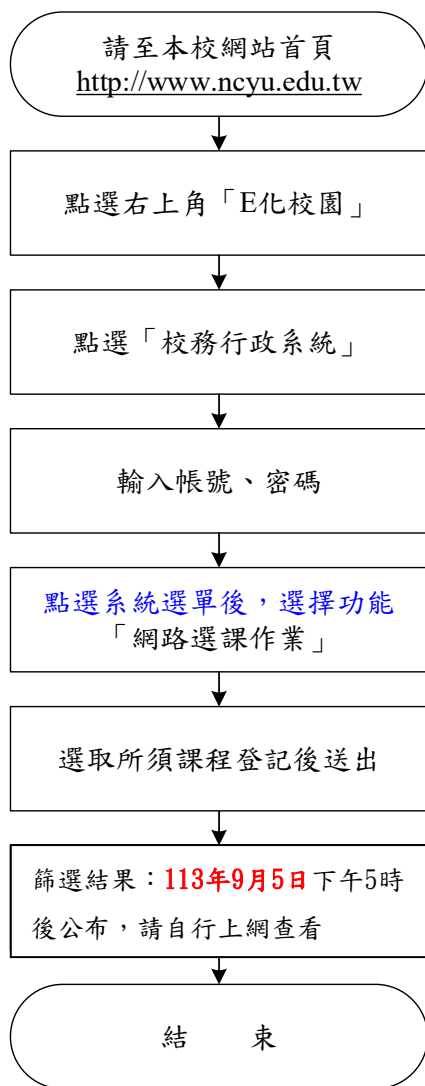 請至本校網站首頁
http://www.ncyu.edu.tw
點選右上角「E化校園」
點選「校務行政系統」
輸入帳號、密碼
點選系統選單後，選擇功能
「網路選課作業」
選取所須課程登記後送出
篩選結果：113年9月5日下午5時
後公布，請自行上網查看
結　　束